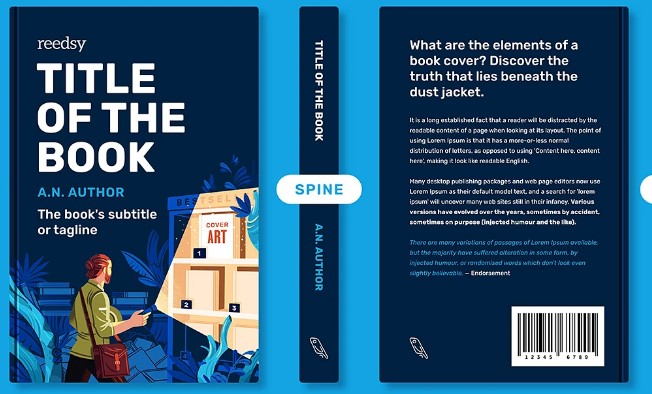 reedsy
TITLE
OF THE
BOOK
A.N. AUTHOR
The book's subtitle
or tagline
BESTSELL
COVER
ART
1
2
3
TITLE OF THE BOOK
SPINE
A.N. AUTHOR
What are the elements of a
book cover? Discover the
truth that lies beneath the
dust jacket.
It is a long established fact that a reader will be distracted by the
readable content of a page when looking at its layout. The point of
using Lorem Ipsum is that it has a more-or-less normal
distribution of letters, as opposed to using 'Content here, content
here', making it look like readable English.
Many desktop publishing packages and web page editors now use
Lorem Ipsum as their default model text, and a search for 'lorem
ipsum' will uncover many web sites still in their infancy. Various
versions have evolved over the years, sometimes by accident,
sometimes on purpose (injected humour and the like).
There are many variations of passages of Lorem Ipsum available,
but the majority have suffered alteration in some form, by
injected humour, or randomised words which don't look even
slightly believable. — Endorsement
12345 6789